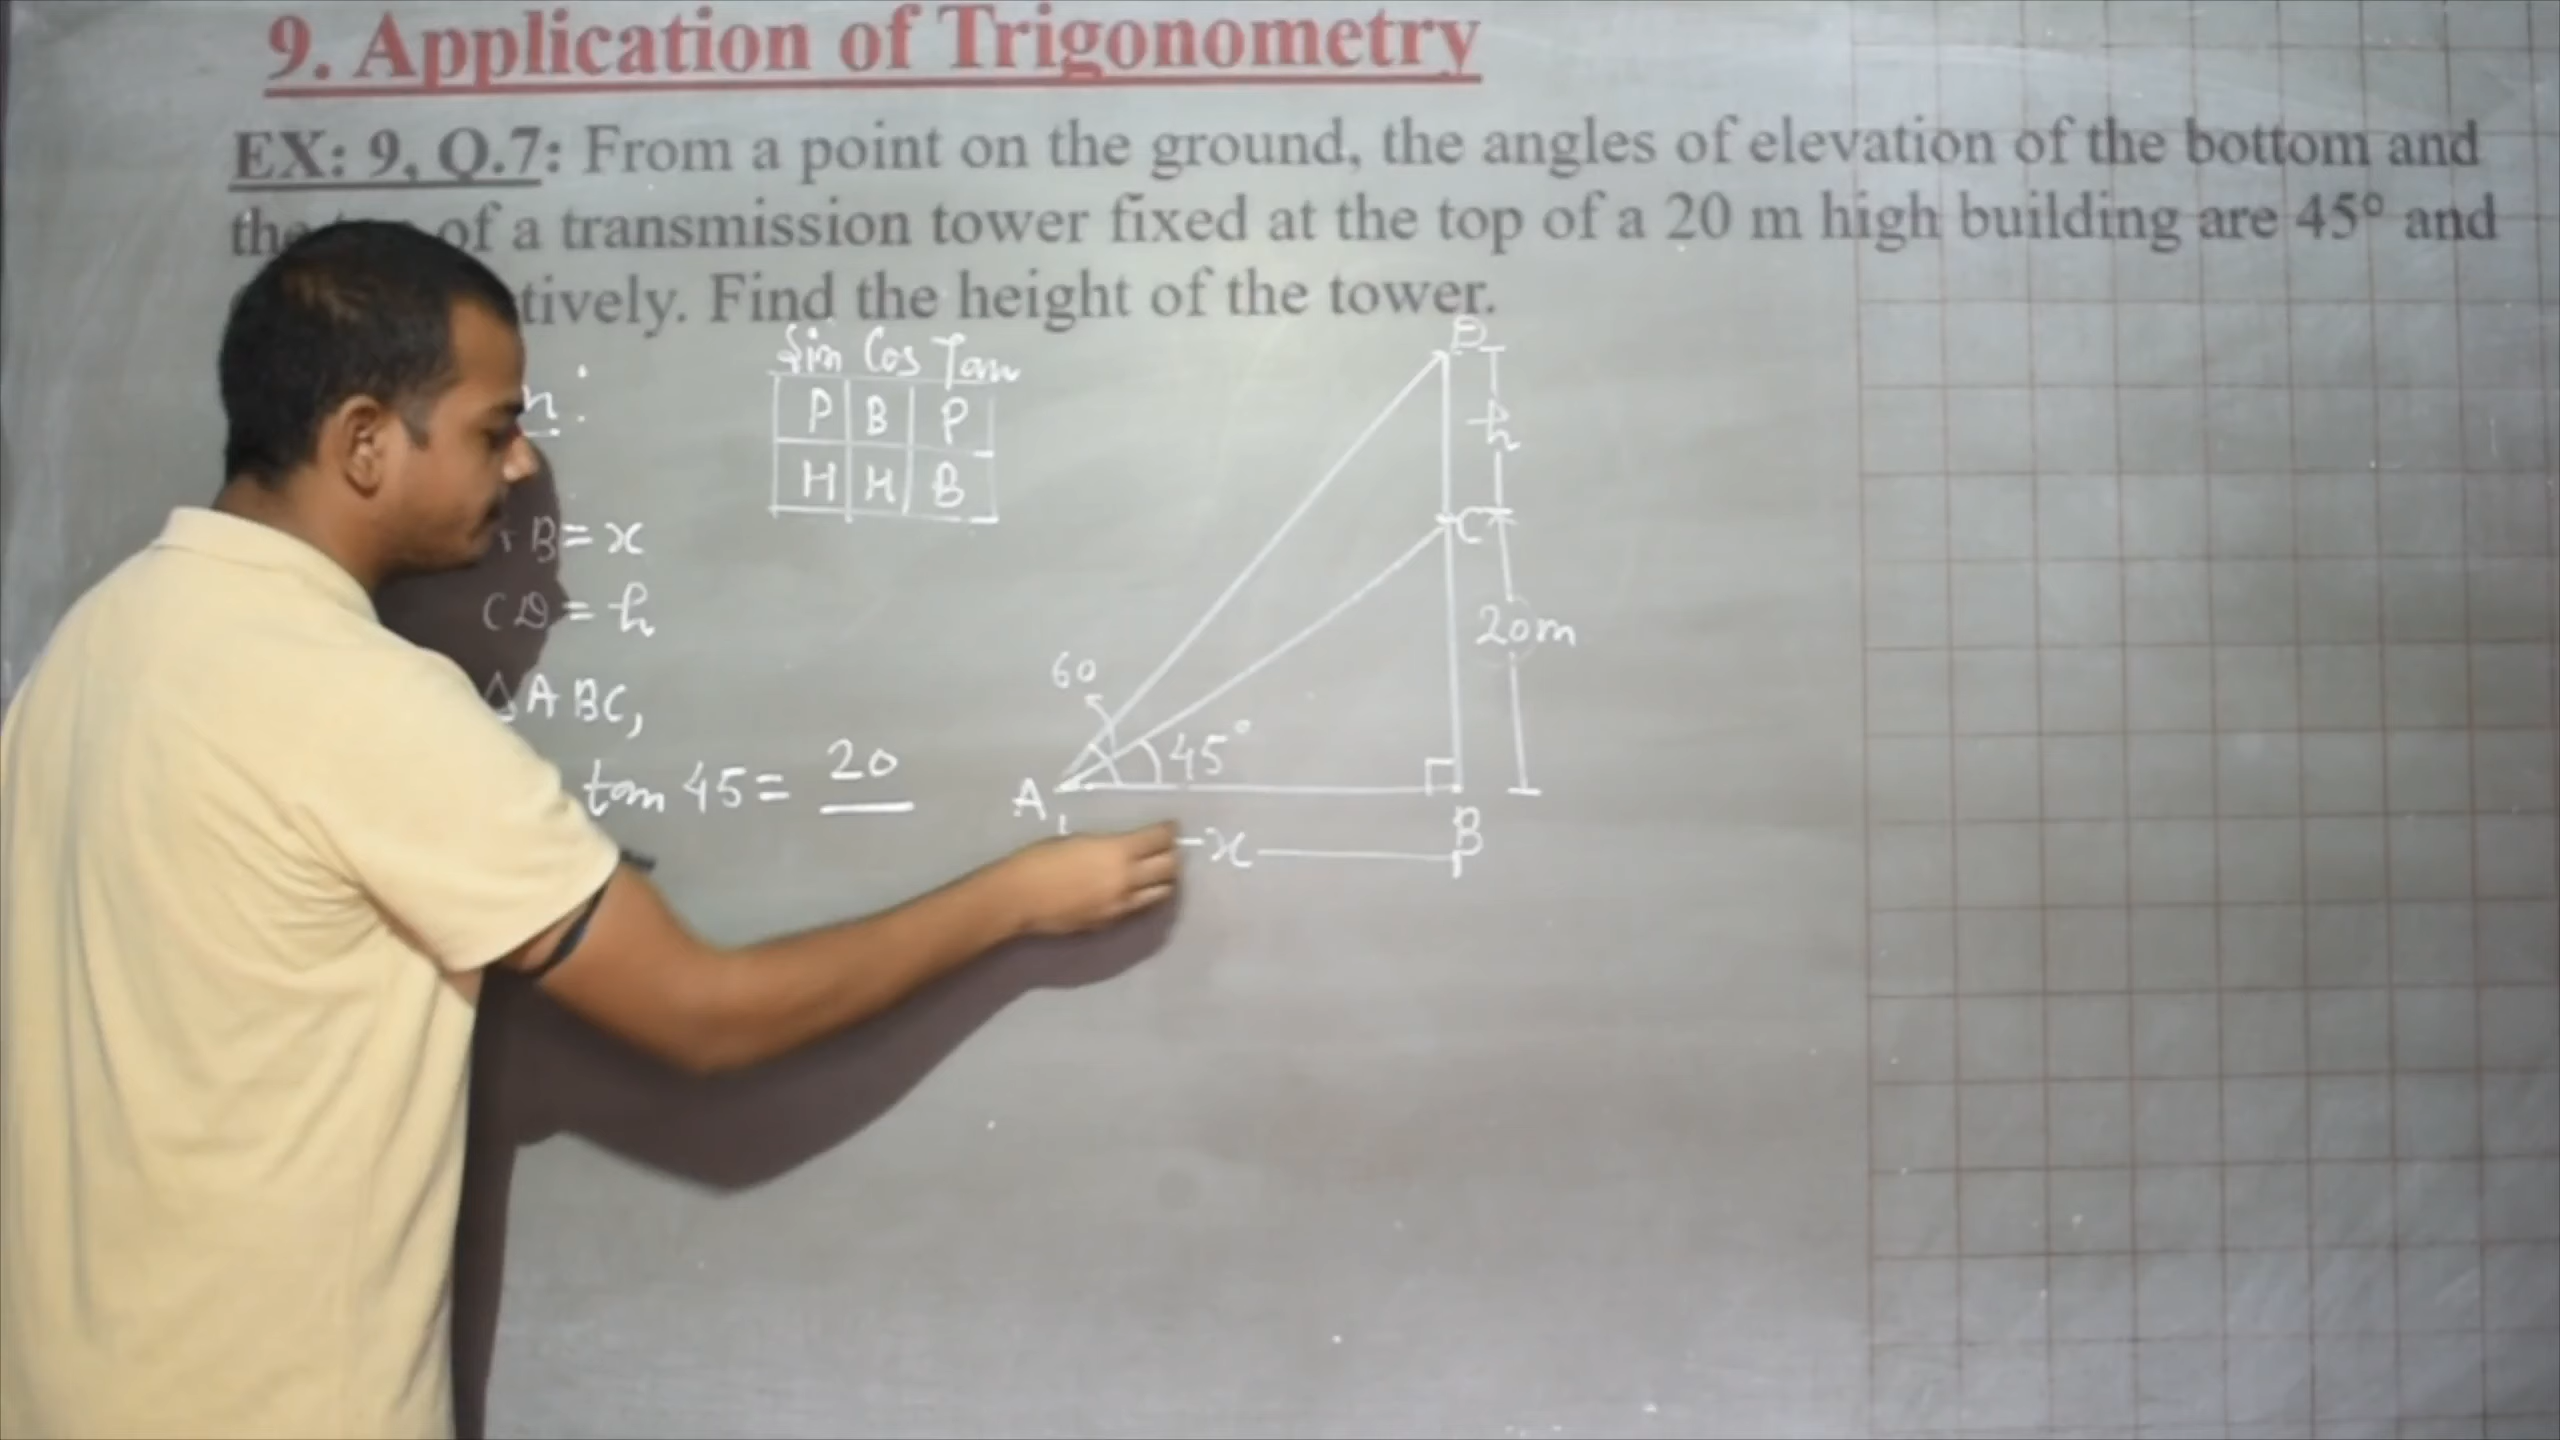 9. Application of Trigonometry
EX: 9, Q.7: From a point on the ground, the angles of elevation of the bottom and
of a transmission tower fixed at the top of a 20 m high building are 45° and
tively. Find the height of the tower.
Sin Cos Tan
P B P
H H B
B = x
CD = h
△ABC,
tan 45 = 20
D
h
C
20m
60
45°
A
B
x